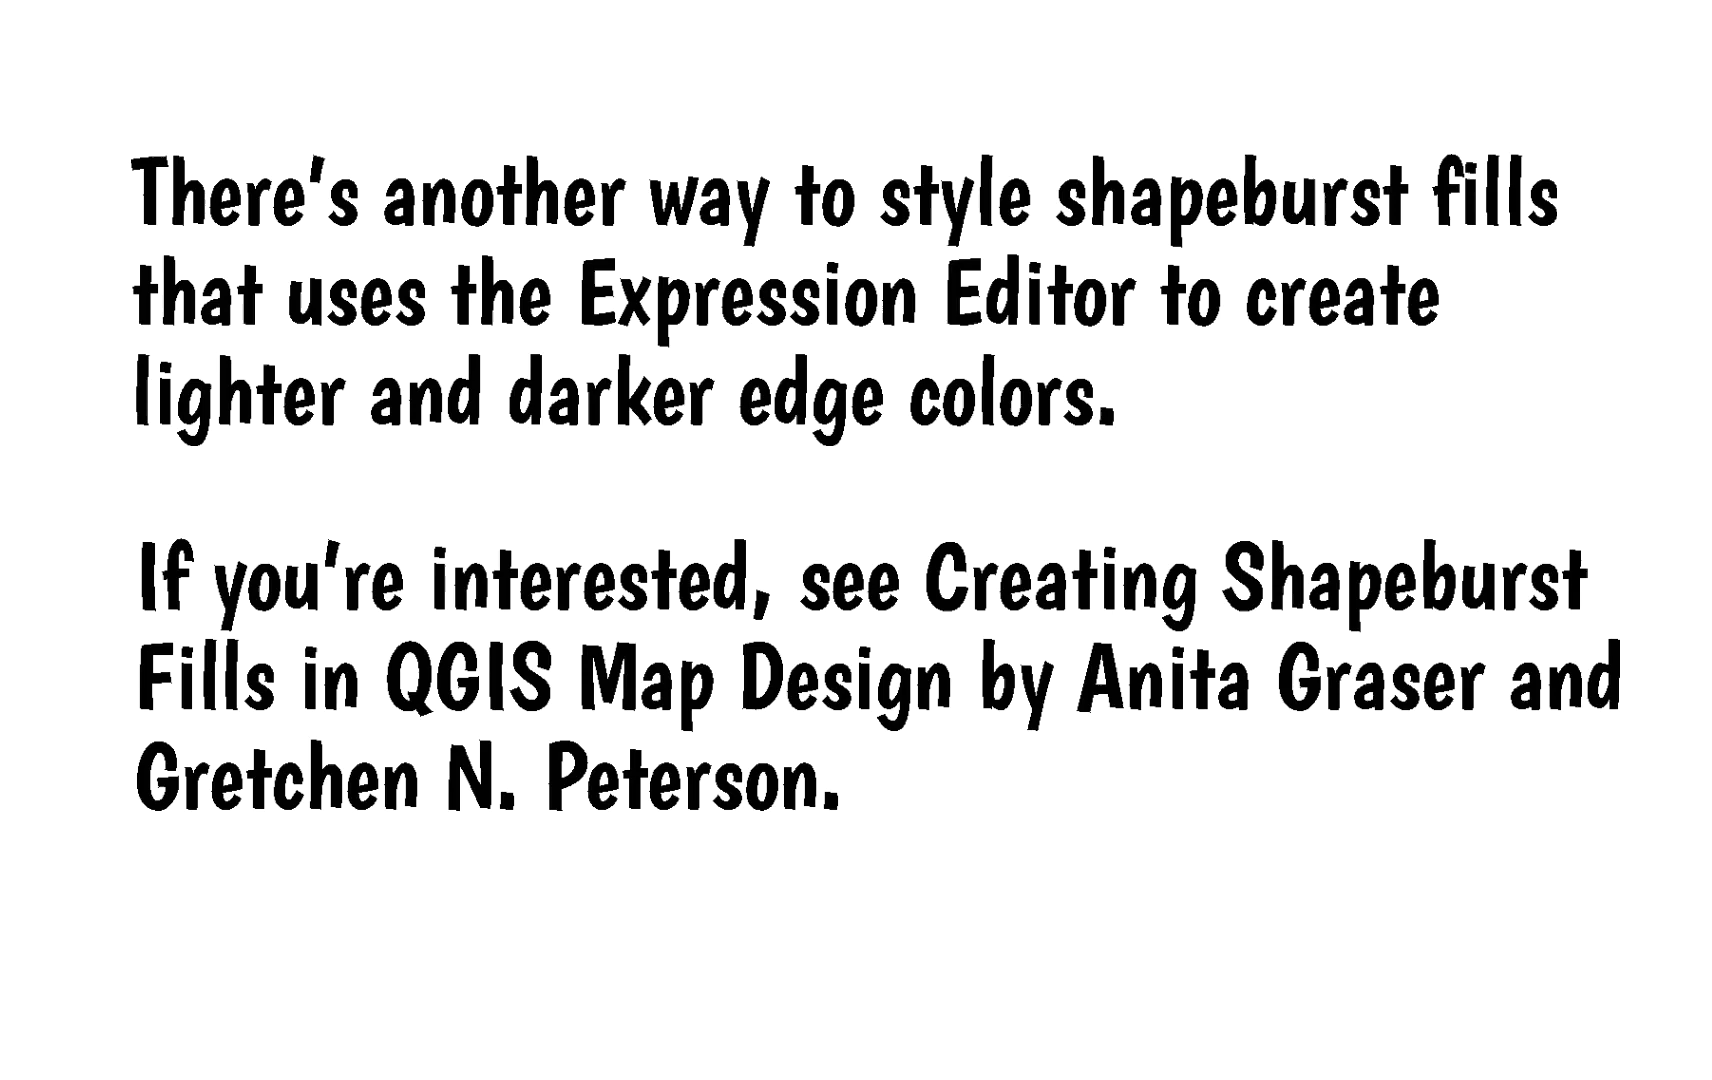 There's another way to style shapeburst fills
that uses the Expression Editor to create
lighter and darker edge colors.
If you're interested, see Creating Shapeburst
Fills in QGIS Map Design by Anita Graser and
Gretchen N. Peterson.